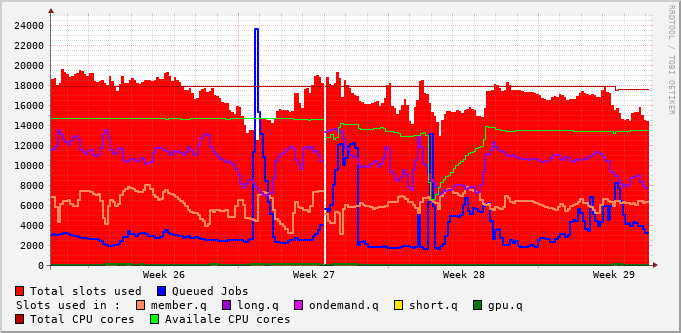 24000
22000
20000
18000
16000
14000
12000
10000
8000
6000
4000
2000
0
Week 26 Week 27 Week 28 Week 29
Total slots used Queued Jobs
Slots used in : member.q long.q ondemand.q short.q gpu.q
Total CPU cores Availale CPU cores
RRDTOOL / TOBI OETIKER